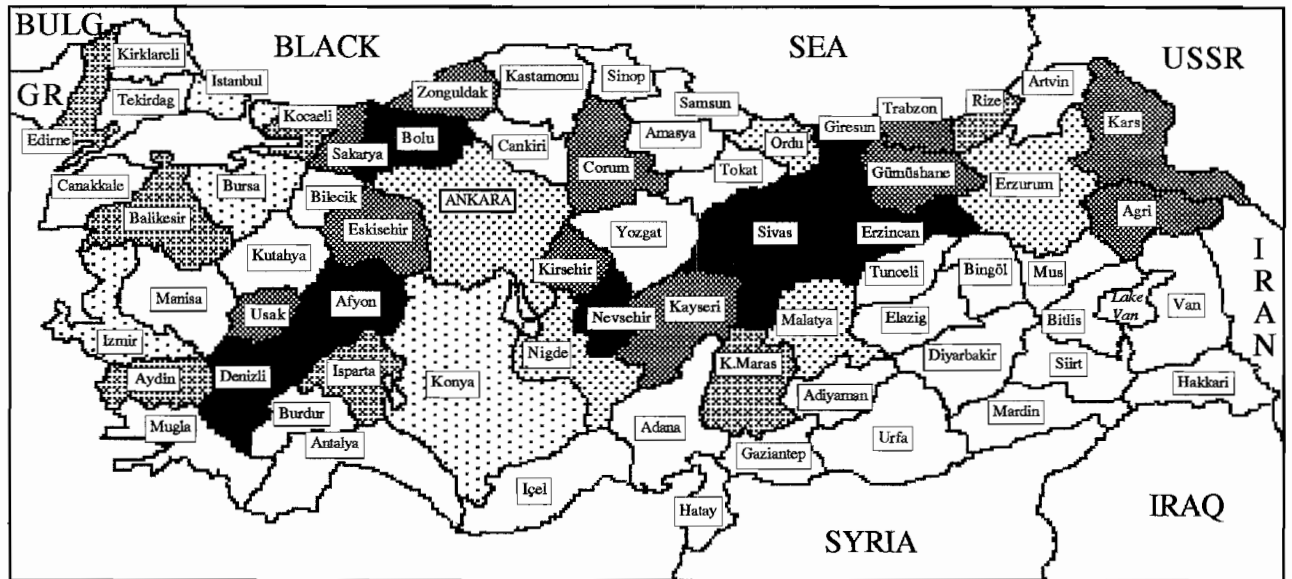 BULG
BLACK
SEA
USSR
GR
Kirklareli
Istanbul
Tekirdag
Edirne
Kocaeli
Zonguldak
Kastamonu
Sinop
Samsun
Trabzon
Rize
Artvin
Kars
Sakarya
Bolu
Cankiri
Corum
Amasya
Ordu
Giresun
Tokat
Gümüshane
Erzurum
Agri
Canakkale
Bursa
Bilecik
ANKARA
Balikesir
Eskisehir
Yozgat
Sivas
Erzincan
Kutahya
Kirsehir
Tunceli
Bingöl
Mus
Manisa
Usak
Afyon
Nevsehir
Kayseri
Malatya
Elazig
Bitlis
Lake
Van
Van
IRAN
Izmir
Nigde
K.Maras
Diyarbakir
Siirt
Hakkari
Aydin
Denizli
Isparta
Konya
Adiyaman
Mardin
Mugla
Burdur
Antalya
Adana
Gaziantep
Urfa
Içel
Hatay
SYRIA
IRAQ